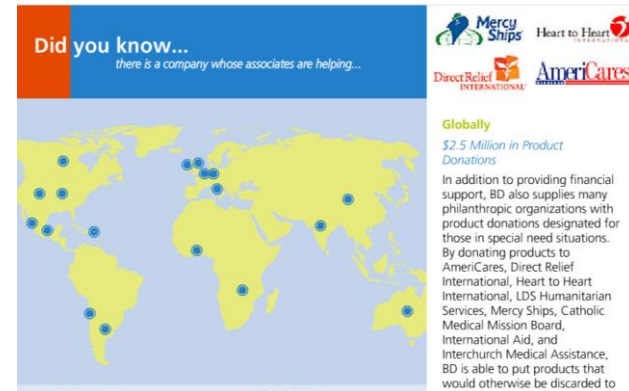 Did you know...
there is a company whose associates are helping...
Mercy
Ships
Heart to Heart
INTERNATIONAL
Direct Relief
INTERNATIONAL
AmeriCares
Globally
$2.5 Million in Product
Donations
In addition to providing financial
support, BD also supplies many
philanthropic organizations with
product donations designated for
those in special need situations.
By donating products to
AmeriCares, Direct Relief
International, Heart to Heart
International, LDS Humanitarian
Services, Mercy Ships, Catholic
Medical Mission Board,
International Aid, and
Interchurch Medical Assistance,
BD is able to put products that
would otherwise be discarded to